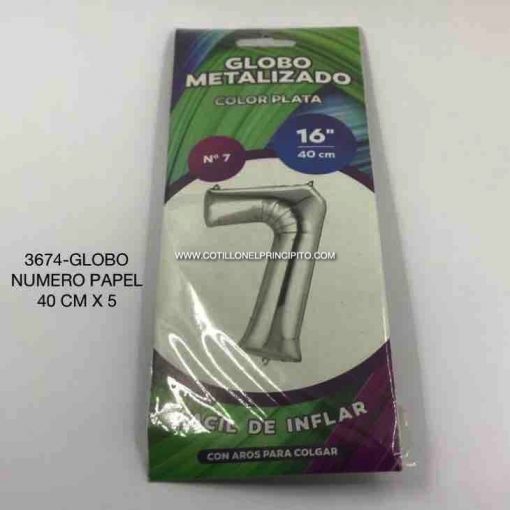 GLOBO
METALIZADO
COLOR PLATA
Nº 7
16"
40 cm
WWW.COTILLONELPRINCIPITO.COM
3674-GLOBO
NUMERO PAPEL
40 CM X 5
FÁCIL DE INFLAR
CON AROS PARA COLGAR